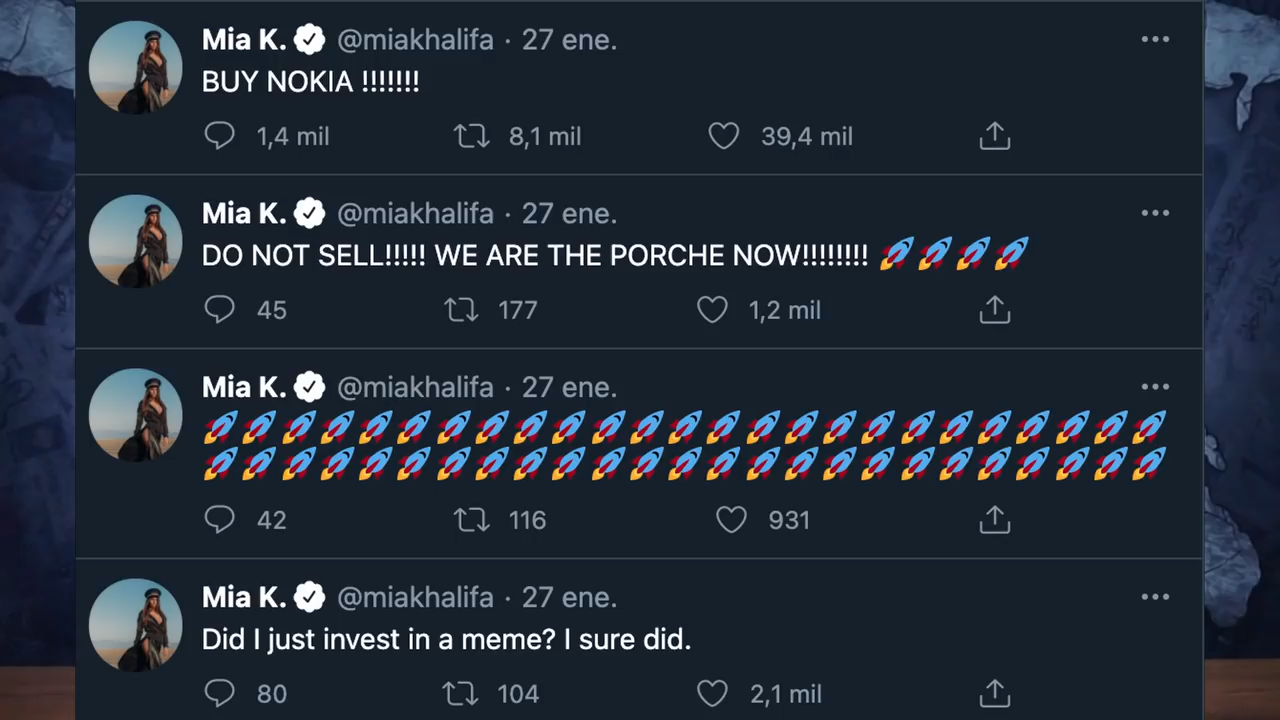 Mia K. @miakhalifa · 27 ene.
BUY NOKIA !!!!!!!
1,4 mil 8,1 mil 39,4 mil
Mia K. @miakhalifa · 27 ene.
DO NOT SELL!!!!! WE ARE THE PORCHE NOW!!!!!!!! 🚀🚀🚀🚀
45 177 1,2 mil
Mia K. @miakhalifa · 27 ene.
🚀🚀🚀🚀🚀🚀🚀🚀🚀🚀🚀🚀🚀🚀🚀🚀🚀🚀🚀🚀🚀🚀🚀🚀🚀
🚀🚀🚀🚀🚀🚀🚀🚀🚀🚀🚀🚀🚀🚀🚀🚀🚀🚀🚀🚀🚀🚀🚀🚀🚀
42 116 931
Mia K. @miakhalifa · 27 ene.
Did I just invest in a meme? I sure did.
80 104 2,1 mil